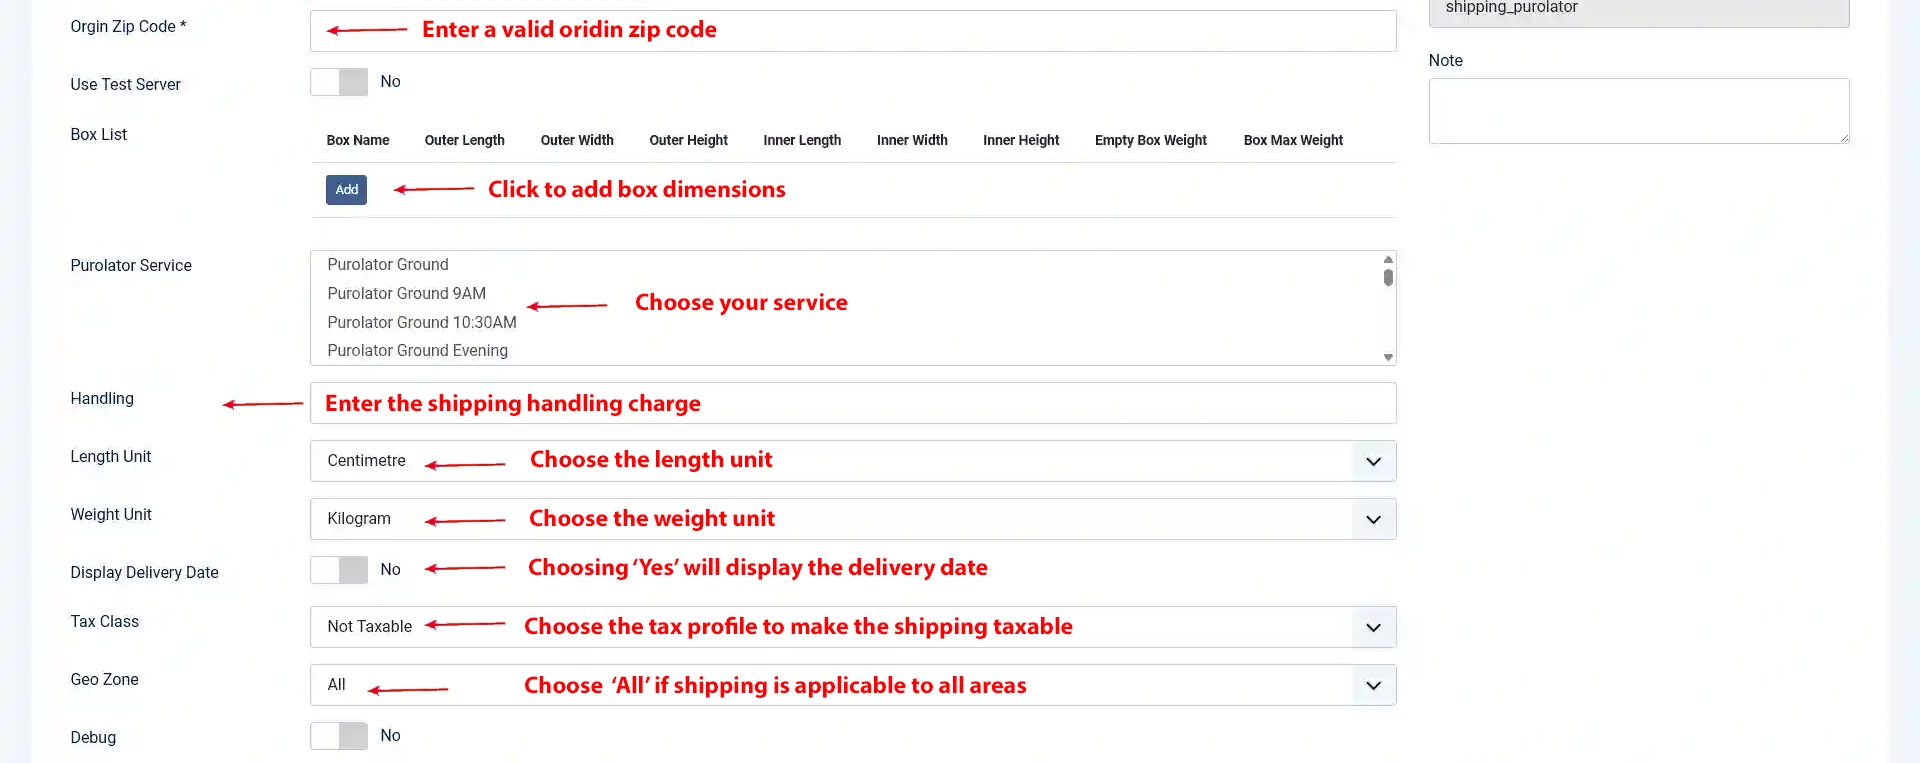 shipping_purolator
Orgin Zip Code *
Enter a valid oridin zip code
Note
Use Test Server
No
Box List
Box Name Outer Length Outer Width Outer Height Inner Length Inner Width Inner Height Empty Box Weight Box Max Weight
Add
Click to add box dimensions
Purolator Service
Purolator Ground
Purolator Ground 9AM
Purolator Ground 10:30AM
Purolator Ground Evening
Choose your service
Handling
Enter the shipping handling charge
Length Unit
Centimetre
Choose the length unit
Weight Unit
Kilogram
Choose the weight unit
Display Delivery Date
No
Choosing ‘Yes’ will display the delivery date
Tax Class
Not Taxable
Choose the tax profile to make the shipping taxable
Geo Zone
All
Choose ‘All’ if shipping is applicable to all areas
Debug
No